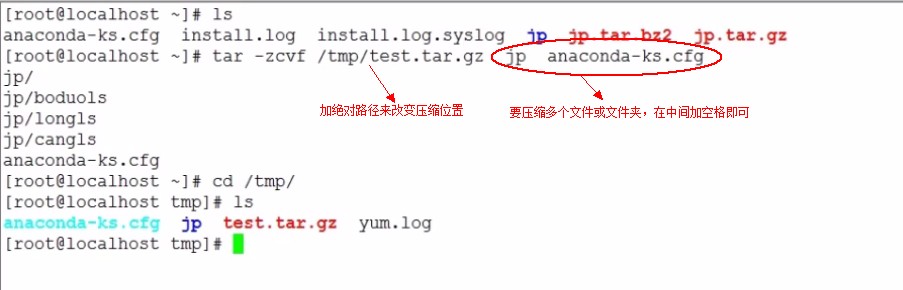 [root@localhost ~]# ls
anaconda-ks.cfg  install.log  install.log.syslog  jp  jp.tar.bz2  jp.tar.gz
[root@localhost ~]# tar -zcvf /tmp/test.tar.gz  jp  anaconda-ks.cfg
jp/
jp/boduols
加绝对路径来改变压缩位置
要压缩多个文件或文件夹，在中间加空格即可
jp/longls
jp/cangls
anaconda-ks.cfg
[root@localhost ~]# cd /tmp/
[root@localhost tmp]# ls
anaconda-ks.cfg  jp  test.tar.gz  yum.log
[root@localhost tmp]#